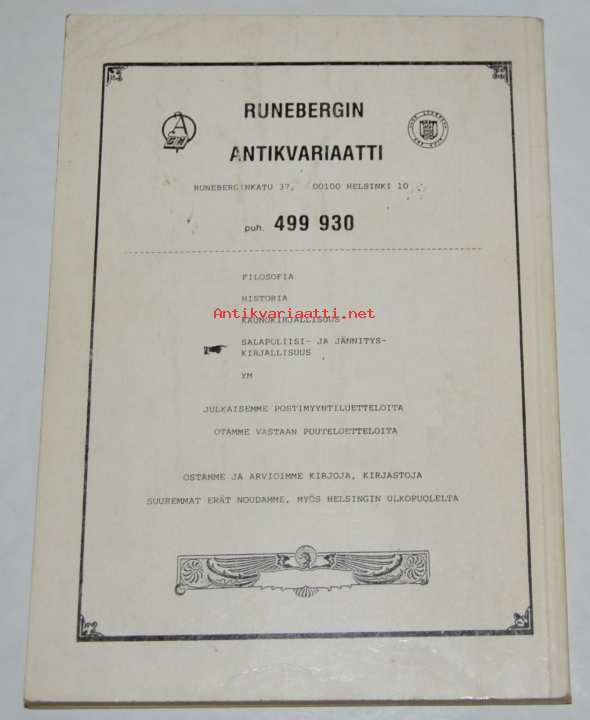 RUNEBERGIN
ANTIKVARIAATTI
RUNEBERGINKATU 37, 00100 HELSINKI 10
puh. 499 930
FILOSOFIA
HISTORIA
Antikvariaatti.net
KAUNOKIRJALLISUUS
SALAPOLIISI- JA JÄNNITYS-
KIRJALLISUUS
YM
JULKAISEMME POSTIMYYNTILUETTELOITA
OTAMME VASTAAN PUUTELUETTELOITA
OSTAMME JA ARVIOIMME KIRJOJA, KIRJASTOJA
SUUREMMAT ERÄT NOUDAMME, MYÖS HELSINGIN ULKOPUOLELTA